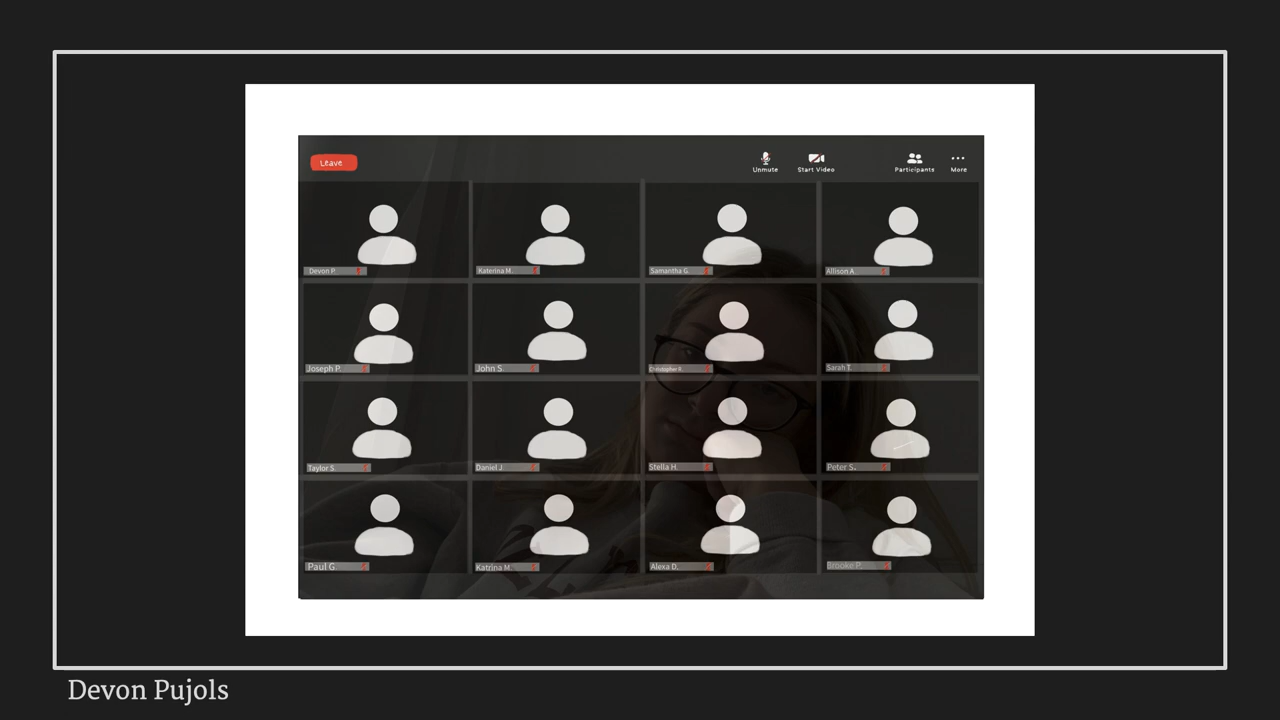 Leave
Unmute Start Video Participants More
Devon P. Katerina M. Samantha G. Allison A.
Joseph P. John S. Christopher R. Sarah T.
Taylor S. Daniel J. Stella H. Peter S.
Paul G. Katrina M. Alexa D. Brooke P.
Devon Pujols